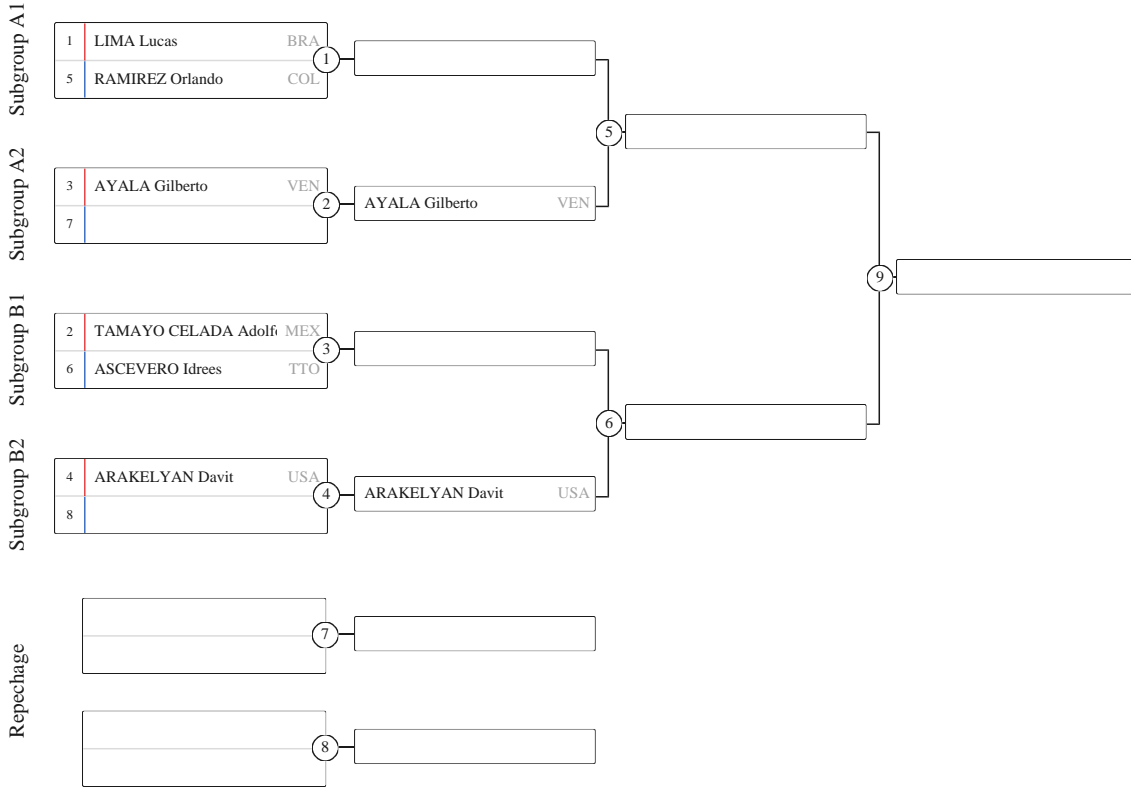 Subgroup A1
1 LIMA Lucas BRA
5 RAMIREZ Orlando COL
1
5
Subgroup A2
3 AYALA Gilberto VEN
7
2
AYALA Gilberto VEN
9
Subgroup B1
2 TAMAYO CELADA Adolf MEX
6 ASCEVERO Idrees TTO
3
6
Subgroup B2
4 ARAKELYAN Davit USA
8
4
ARAKELYAN Davit USA
Repechage
7
8